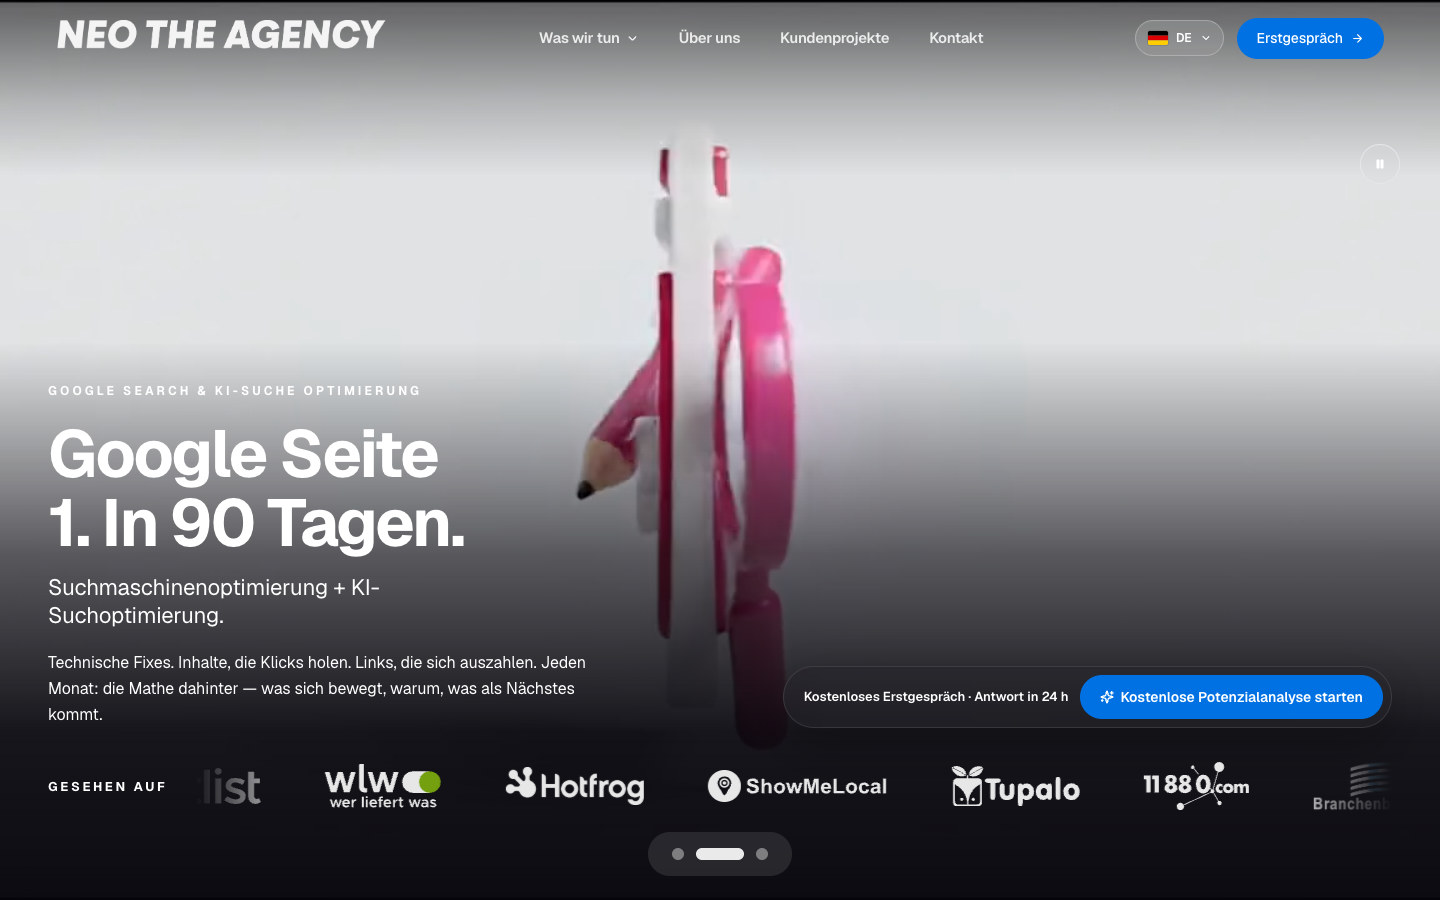 NEO THE AGENCY
Was wir tun
Über uns
Kundenprojekte
Kontakt
DE
Erstgespräch
GOOGLE SEARCH & KI-SUCHE OPTIMIERUNG
Google Seite
1. In 90 Tagen.
Suchmaschinenoptimierung + KI-
Suchoptimierung.
Technische Fixes. Inhalte, die Klicks holen. Links, die sich auszahlen. Jeden
Monat: die Mathe dahinter — was sich bewegt, warum, was als Nächstes
kommt.
Kostenloses Erstgespräch · Antwort in 24 h
Kostenlose Potenzialanalyse starten
GESEHEN AUF
list
wlw
wer liefert was
Hotfrog
ShowMeLocal
Tupalo
11880.com